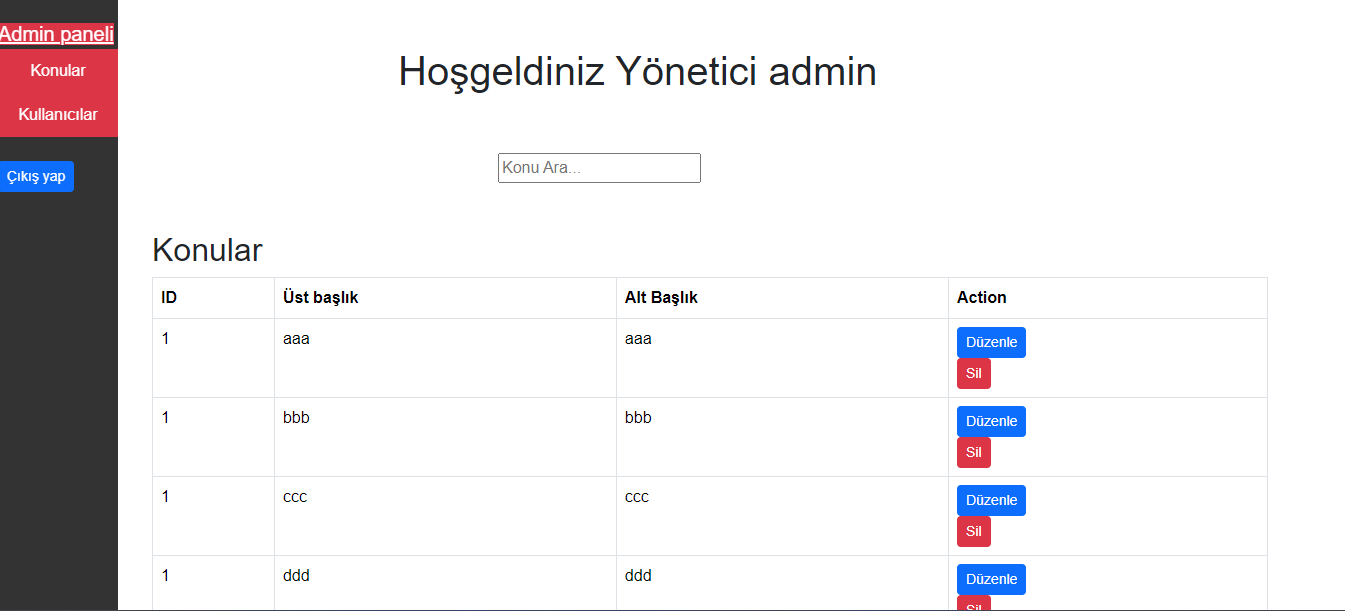 Admin paneli
Konular
Kullanıcılar
Çıkış yap
Hoşgeldiniz Yönetici admin
Konu Ara...
Konular
ID Üst başlık Alt Başlık Action
1 aaa aaa Düzenle
Sil
1 bbb bbb Düzenle
Sil
1 ccc ccc Düzenle
Sil
1 ddd ddd Düzenle
Sil